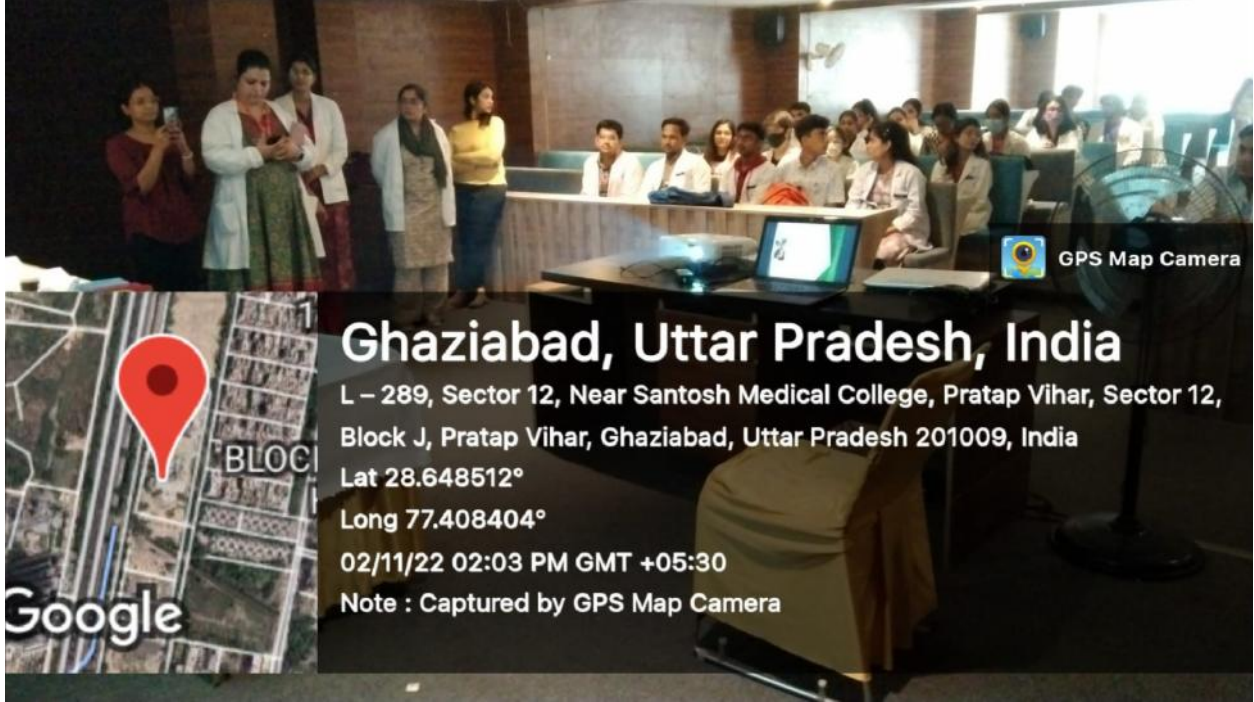 GPS Map Camera
Ghaziabad, Uttar Pradesh, India
L – 289, Sector 12, Near Santosh Medical College, Pratap Vihar, Sector 12,
Block J, Pratap Vihar, Ghaziabad, Uttar Pradesh 201009, India
Lat 28.648512°
Long 77.408404°
02/11/22 02:03 PM GMT +05:30
Note : Captured by GPS Map Camera
1
BLOC
Google